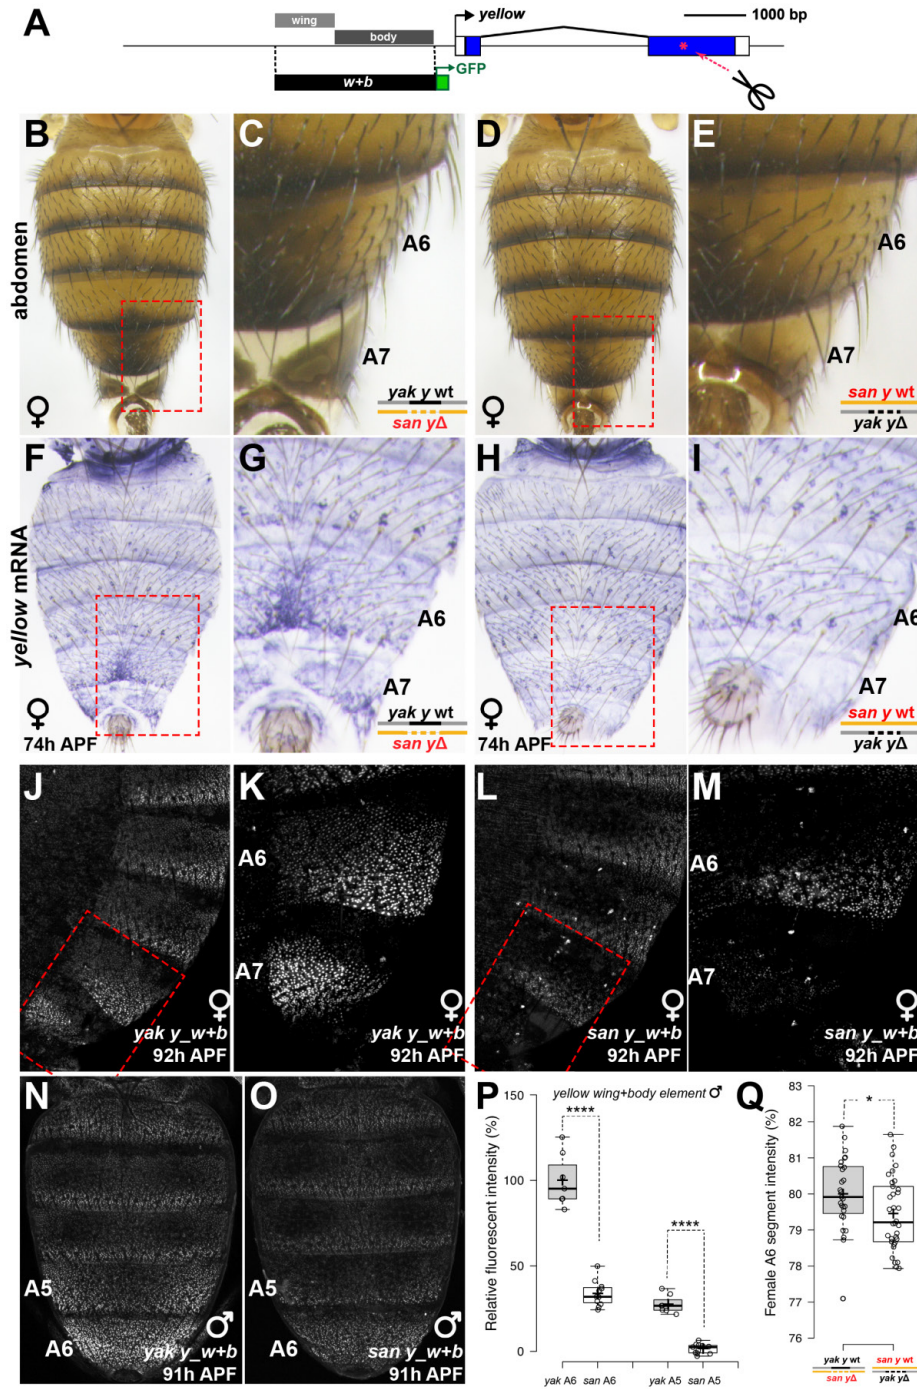 A
wing
body
yellow
1000 bp
w+b
GFP
*
abdomen
B
C
A6
A7
yak y wt
san yΔ
♀
D
♀
E
A6
A7
san y wt
yak yΔ
yellow mRNA
F
♀
74h APF
G
A6
A7
yak y wt
san yΔ
H
♀
74h APF
I
A6
A7
san y wt
yak yΔ
J
♀
yak y_w+b
92h APF
K
A6
A7
♀
yak y_w+b
92h APF
L
♀
san y_w+b
92h APF
M
A6
A7
♀
san y_w+b
92h APF
N
A5
A6
♂
yak y_w+b
91h APF
O
♂
san y_w+b
91h APF
P
yellow wing+body element ♂
Relative fluorescent intensity (%)
150
100
50
0
****
****
yak A6 san A6 yak A5 san A5
Q
Female A6 segment intensity (%)
83
82
81
80
79
78
77
76
*
yak y wt
san yΔ
san y wt
yak yΔ